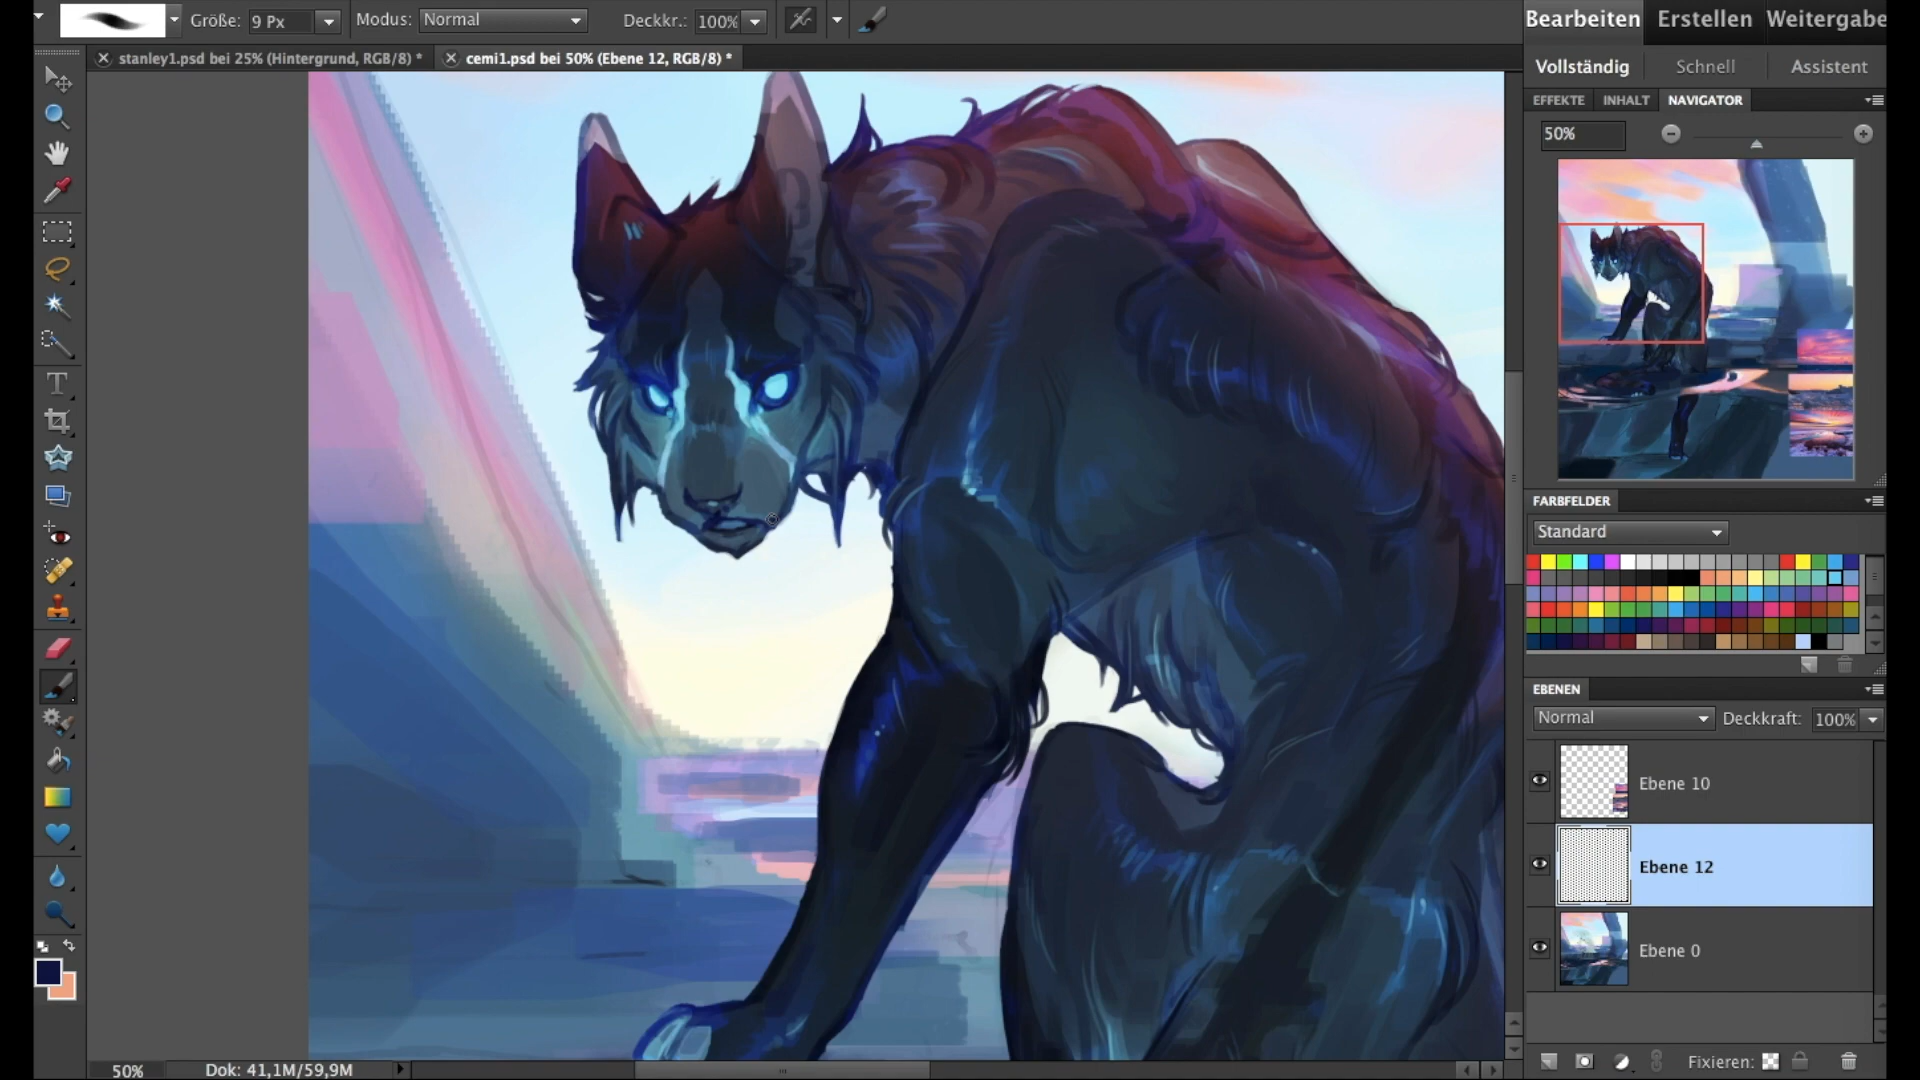 Größe: 9 Px Modus: Normal Deckkr.: 100%
Bearbeiten Erstellen Weitergabe
stanley1.psd bei 25% (Hintergrund, RGB/8) * cemi1.psd bei 50% (Ebene 12, RGB/8) *
Vollständig Schnell Assistent
EFFEKTE INHALT NAVIGATOR
50%
FARBFELDER
Standard
EBENEN
Normal Deckkraft: 100%
Ebene 10
Ebene 12
Ebene 0
Fixieren:
50% Dok: 41,1M/59,9M